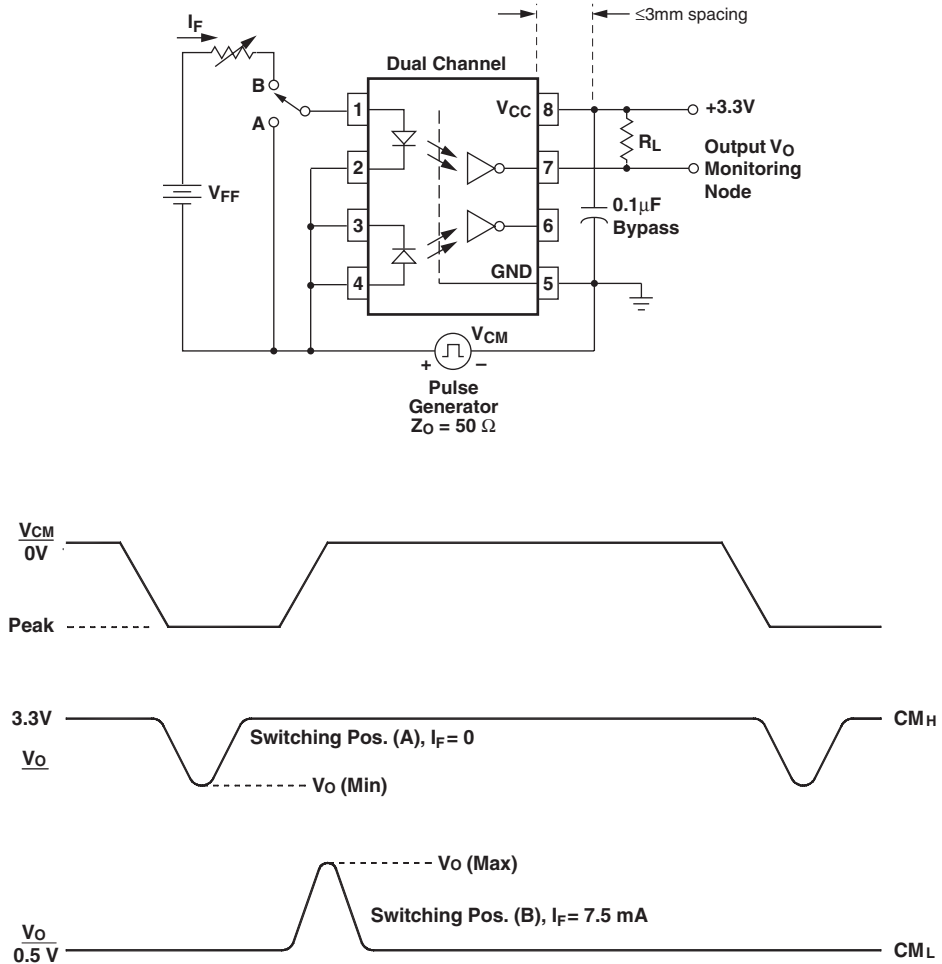 ≤3mm spacing
IF
Dual Channel
B
A
1
VCC
8
+3.3V
RL
2
7
Output VO
Monitoring
Node
VFF
3
6
0.1μF
Bypass
4
GND
5
VCM
+
–
Pulse
Generator
ZO = 50 Ω
VCM
0V
Peak
3.3V
CMH
Switching Pos. (A), IF = 0
VO
VO (Min)
VO (Max)
Switching Pos. (B), IF = 7.5 mA
VO
0.5 V
CML